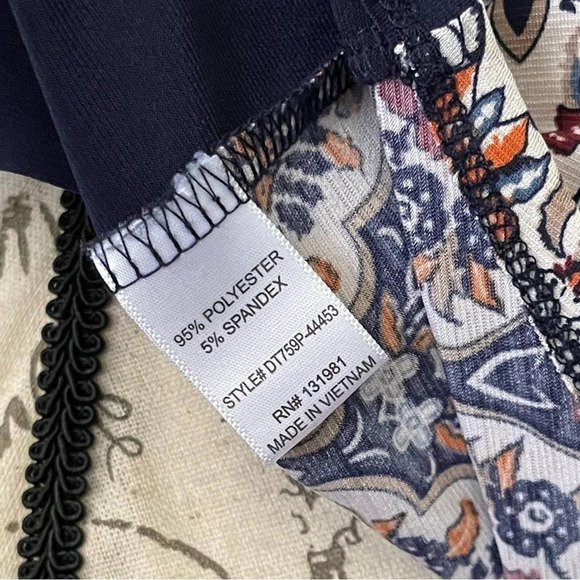 95% POLYESTER
5% SPANDEX
STYLE# DT759P-44453
RN# 131981
MADE IN VIETNAM